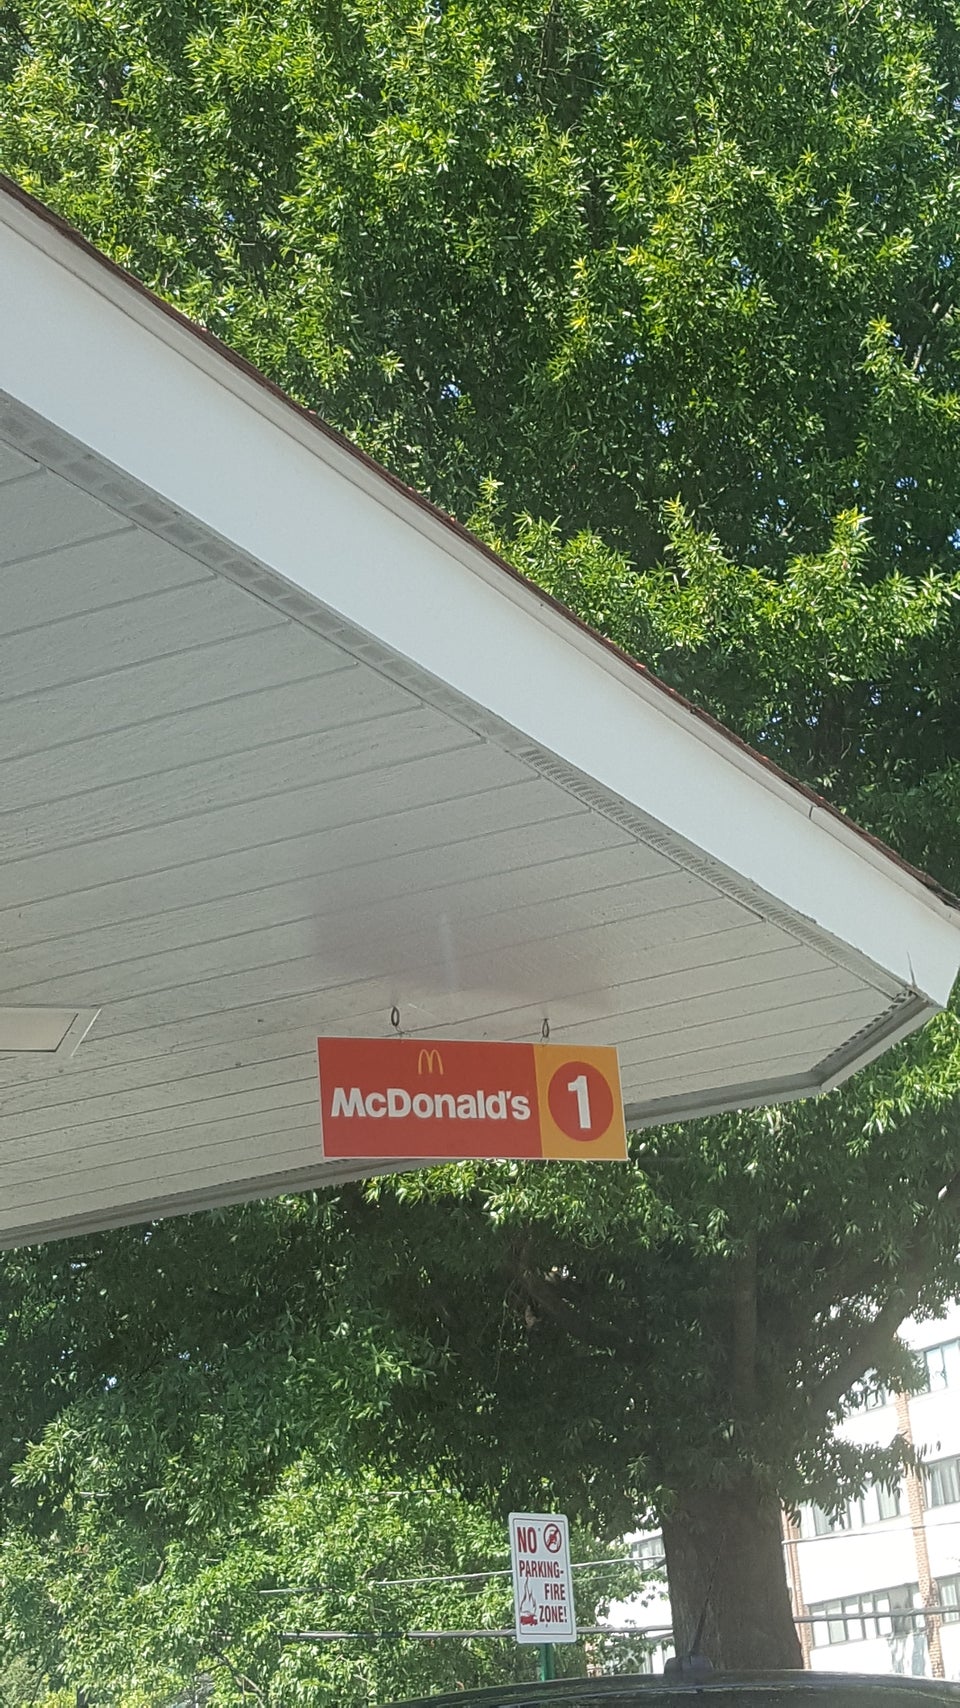 McDonald's 1
NO
PARKING-
FIRE
ZONE!